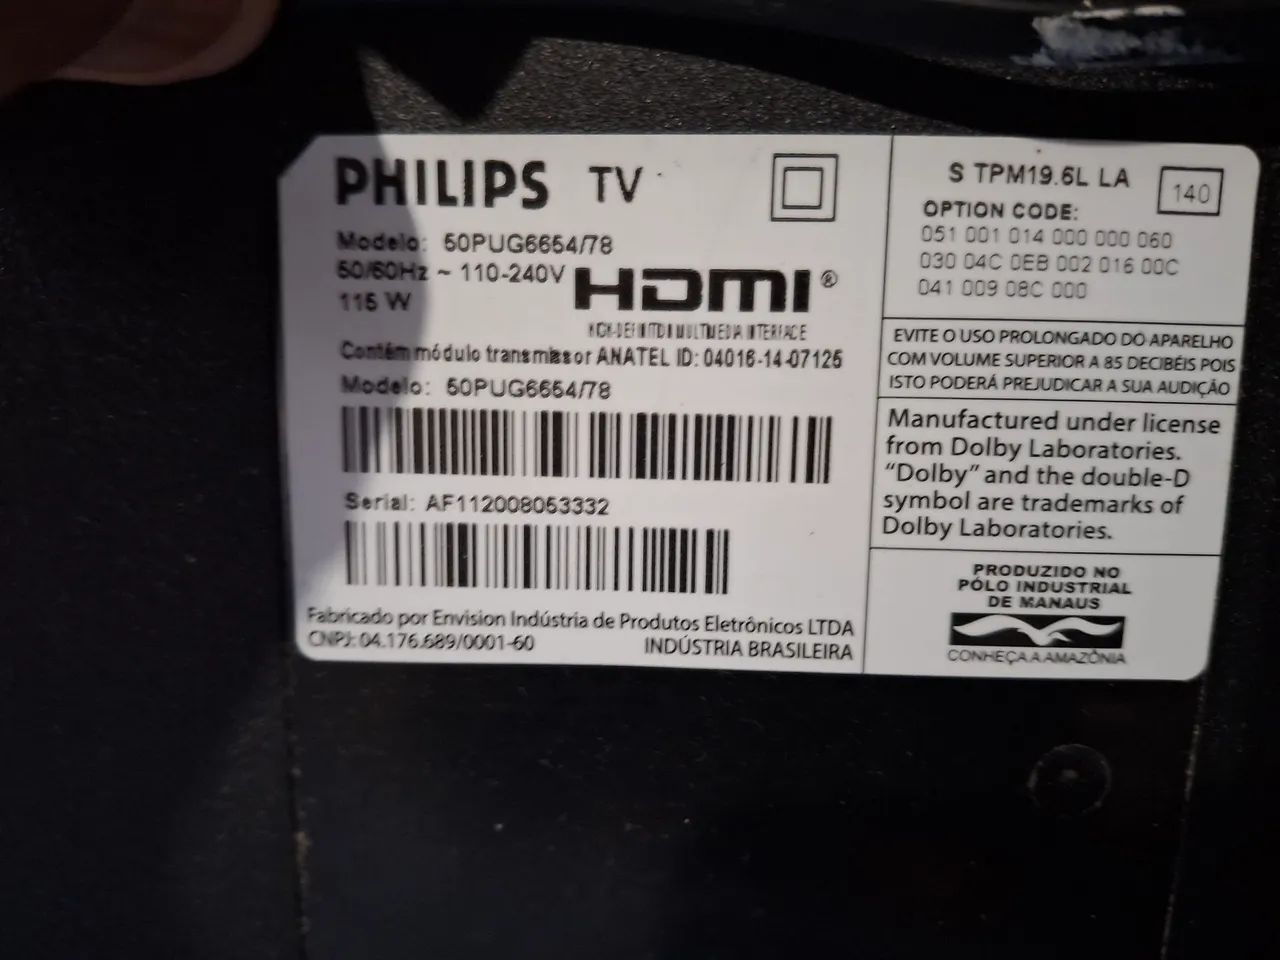 PHILIPS TV
Modelo: 50PUG6654/78
50/60Hz ~ 110-240V
115 W
HDMI®
HIGH-DEFINITION MULTIMEDIA INTERFACE
Contém módulo transmissor ANATEL ID: 04016-14-07125
Modelo: 50PUG6654/78
Serial: AF112008053332
Fabricado por Envision Indústria de Produtos Eletrônicos LTDA
CNPJ: 04.176.689/0001-60 INDÚSTRIA BRASILEIRA
S TPM19.6L LA 140
OPTION CODE:
051 001 014 000 000 060
030 04C 0EB 002 016 00C
041 009 08C 000
EVITE O USO PROLONGADO DO APARELHO
COM VOLUME SUPERIOR A 85 DECIBÉIS POIS
ISTO PODERÁ PREJUDICAR A SUA AUDIÇÃO
Manufactured under license
from Dolby Laboratories.
“Dolby” and the double-D
symbol are trademarks of
Dolby Laboratories.
PRODUZIDO NO
PÓLO INDUSTRIAL
DE MANAUS
CONHEÇA A AMAZÔNIA